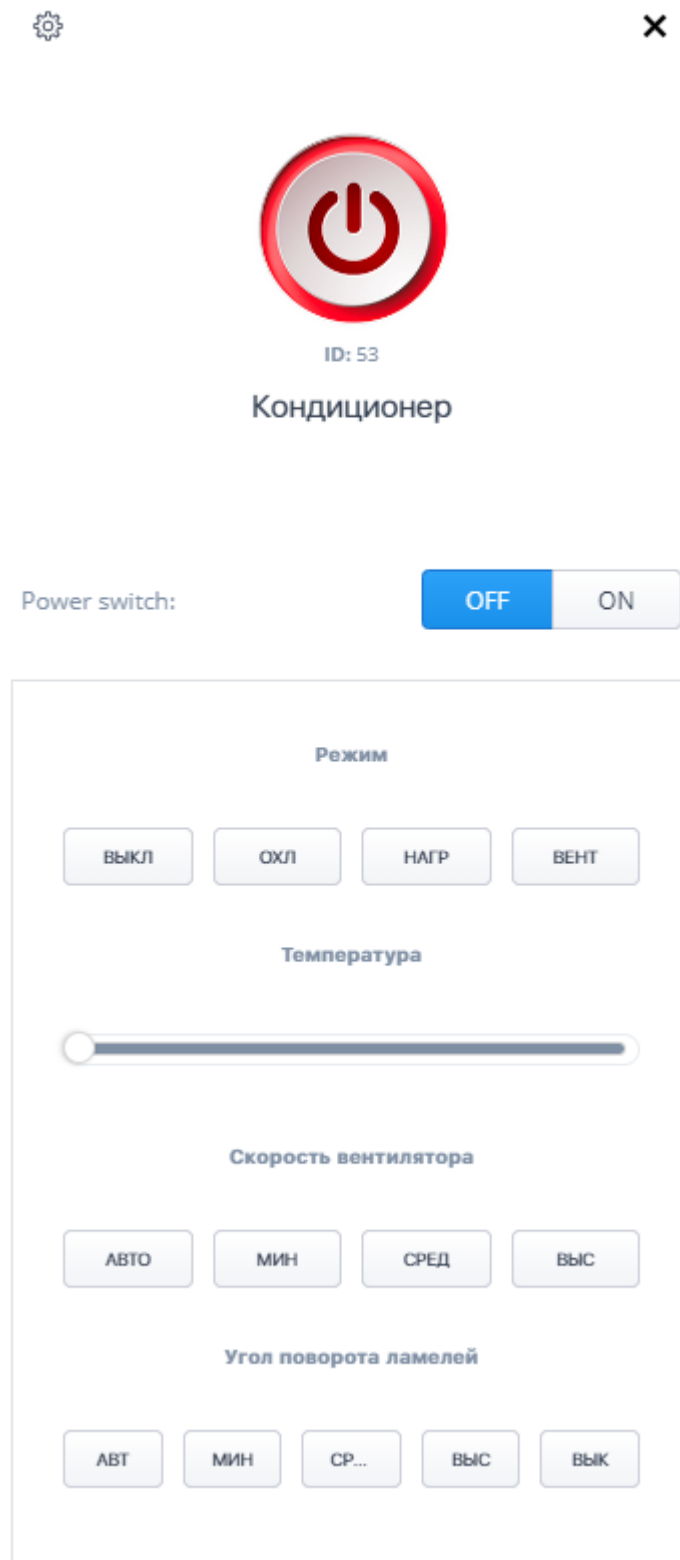 ID: 53
Кондиционер
Power switch: OFF ON
Режим
ВЫКЛ ОХЛ НАГР ВЕНТ
Температура
Скорость вентилятора
АВТО МИН СРЕД ВЫС
Угол поворота ламелей
АВТ МИН СР... ВЫС ВЫК